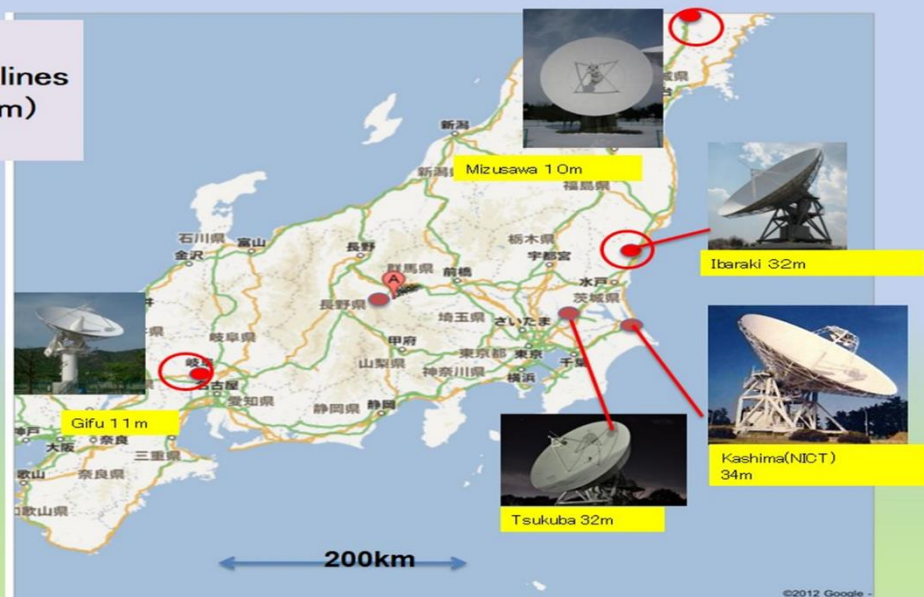 lines
m)
Mizusawa 10m
新潟
福島県
Ibaraki 32m
石川県
金沢
富山
長野
群馬県
前橋
栃木県
宇都宮
水戸
茨城県
長野県
A
埼玉県
さいたま
岐阜県
甲府
山梨県
東京都
東京
千葉
神奈川県
横浜
岐阜
名古屋
愛知県
静岡県
静岡
Gifu 11m
神戸
大阪
奈良
三重県
奈良県
歌山
歌山県
Kashima(NICT)
34m
Tsukuba 32m
200km
©2012 Google -